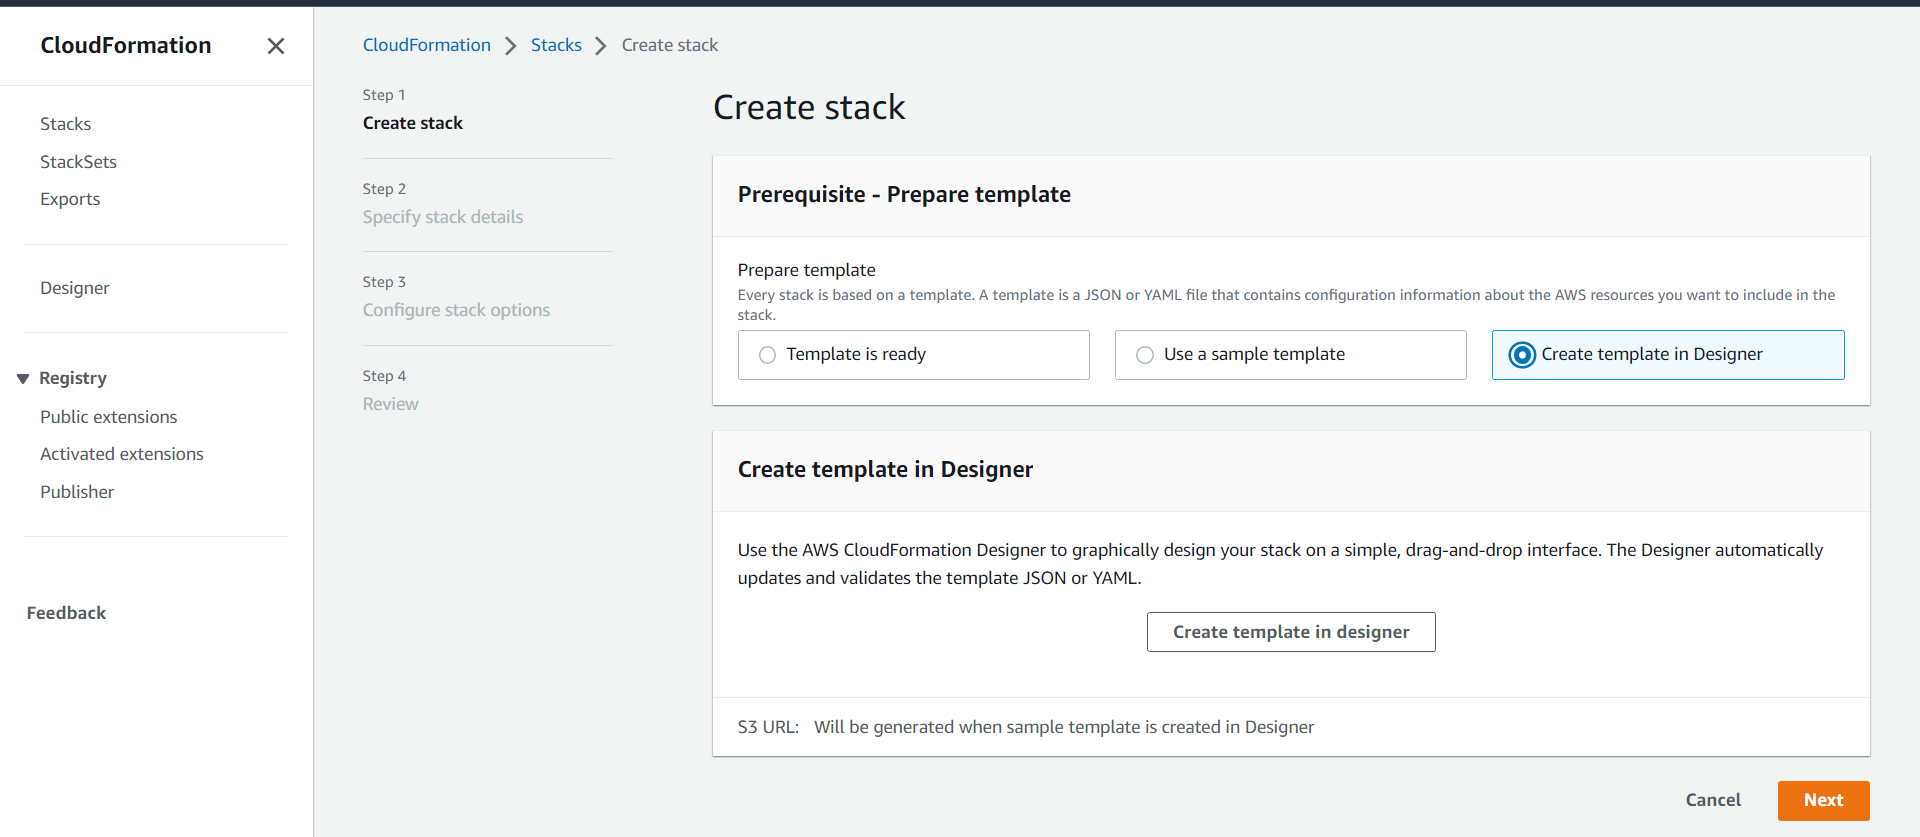 CloudFormation
Stacks
StackSets
Exports
Designer
Registry
Public extensions
Activated extensions
Publisher
Feedback
CloudFormation > Stacks > Create stack
Step 1
Create stack
Step 2
Specify stack details
Step 3
Configure stack options
Step 4
Review
Create stack
Prerequisite - Prepare template
Prepare template
Every stack is based on a template. A template is a JSON or YAML file that contains configuration information about the AWS resources you want to include in the
stack.
Template is ready
Use a sample template
Create template in Designer
Create template in Designer
Use the AWS CloudFormation Designer to graphically design your stack on a simple, drag-and-drop interface. The Designer automatically
updates and validates the template JSON or YAML.
Create template in designer
S3 URL: Will be generated when sample template is created in Designer
Cancel
Next